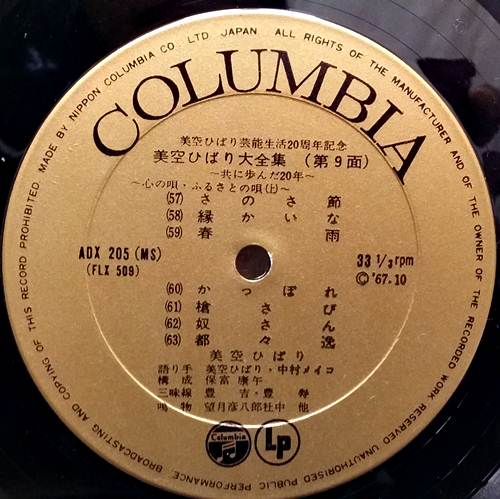 MADE BY NIPPON COLUMBIA CO. LTD. JAPAN. ALL RIGHTS OF THE MANUFACTURER AND OF THE OWNER OF THE RECORDED WORK RESERVED UNAUTHORISED PUBLIC PERFORMANCE, BROADCASTING AND COPYING OF THIS RECORD PROHIBITED.
COLUMBIA
美空ひばり芸能生活20周年記念
美空ひばり大全集 (第9面)
~共に歩んだ20年~
~心の唄・ふるさとの唄(上)~
(57) さのさ節
(58) 縁かいな
(59) 春雨
ADX 205 (MS)
(FLX 509)
33 1/3 rpm
©'67.10
(60) かっぽれ
(61) 槍さび
(62) 奴さん
(63) 都々逸
美空ひばり
語り手 美空ひばり・中村メイコ
構成 保富康午
三味線 豊吉・豊寿
鳴物 望月彦八郎社中 他
Columbia
LP